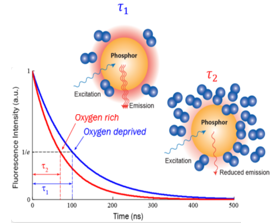 τ1
Phosphor
Excitation
Emission
τ2
Phosphor
Excitation
Reduced emission
Fluorescence Intensity (a.u.)
1
1/e
0
Oxygen rich
Oxygen deprived
τ2
τ1
0 100 200 300 400 500
Time (ns)